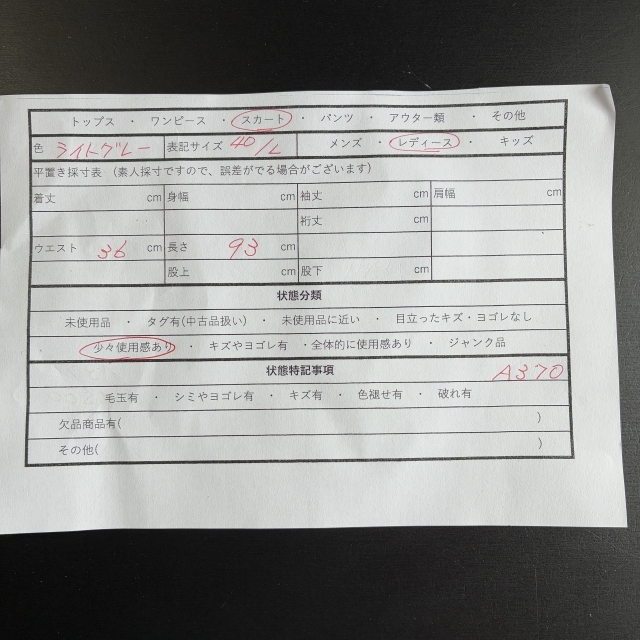 トップス ・ ワンピース ・ スカート ・ パンツ ・ アウター類 ・ その他
色 ライトグレー 表記サイズ 40/L メンズ ・ レディース ・ キッズ
平置き採寸表 (素人採寸ですので、誤差がでる場合がございます)
着丈 cm 身幅 cm 袖丈 cm 肩幅 cm
裄丈 cm
ウエスト 36 cm 長さ 93 cm
股上 cm 股下 cm
状態分類
未使用品 ・ タグ有(中古品扱い) ・ 未使用品に近い ・ 目立ったキズ・ヨゴレなし
少々使用感あり ・ キズやヨゴレ有 ・全体的に使用感あり ・ ジャンク品
状態特記事項 A370
毛玉有 ・ シミやヨゴレ有 ・ キズ有 ・ 色褪せ有 ・ 破れ有
欠品商品有( )
その他( )